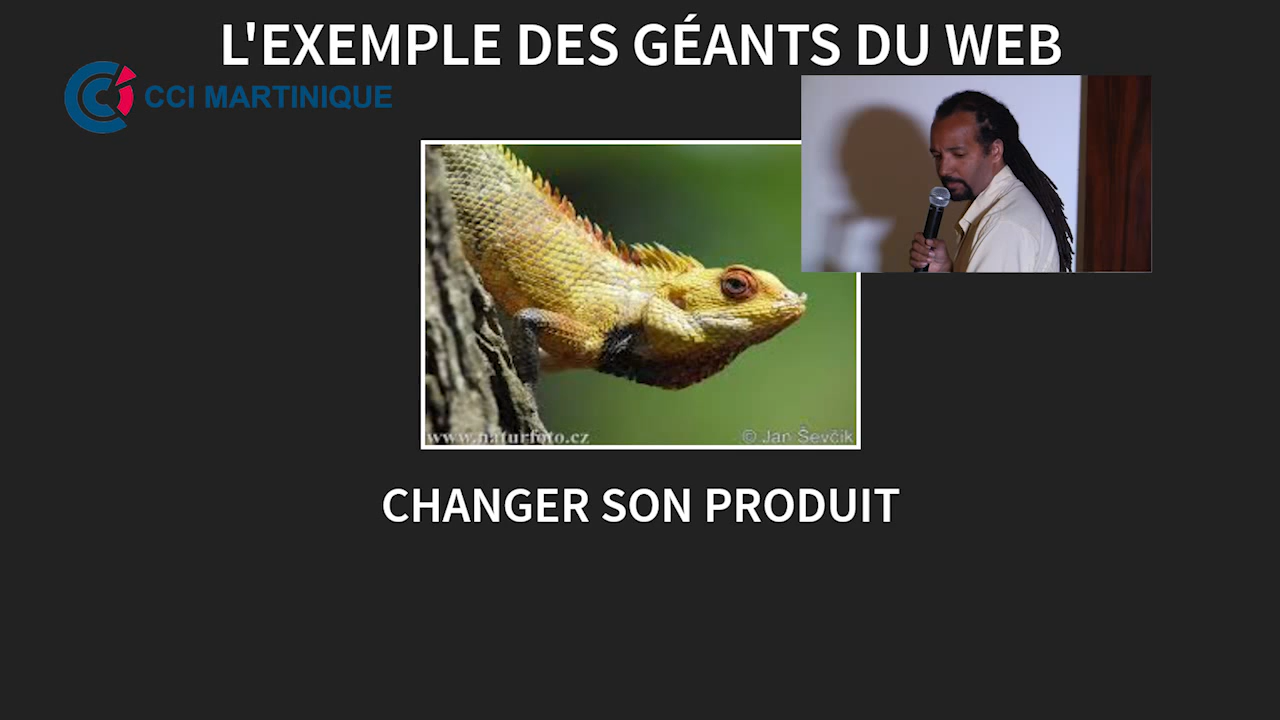 L'EXEMPLE DES GÉANTS DU WEB
CCI MARTINIQUE
www.naturfoto.cz
© Jan Ševčík
CHANGER SON PRODUIT